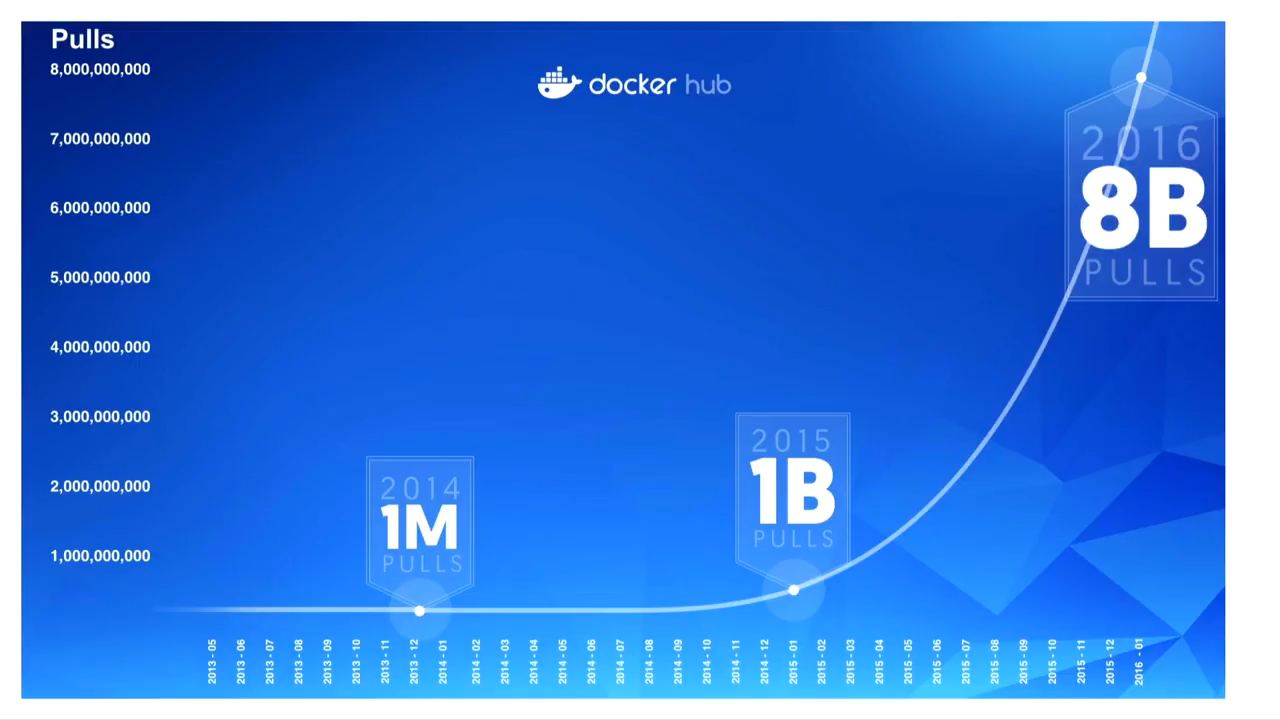 Pulls
8,000,000,000
docker hub
7,000,000,000
6,000,000,000
5,000,000,000
4,000,000,000
3,000,000,000
2,000,000,000
1,000,000,000
2016
8B
PULLS
2015
1B
PULLS
2014
1M
PULLS
2013 - 05
2013 - 06
2013 - 07
2013 - 08
2013 - 09
2013 - 10
2013 - 11
2013 - 12
2014 - 01
2014 - 02
2014 - 03
2014 - 04
2014 - 05
2014 - 06
2014 - 07
2014 - 08
2014 - 09
2014 - 10
2014 - 11
2014 - 12
2015 - 01
2015 - 02
2015 - 03
2015 - 04
2015 - 05
2015 - 06
2015 - 07
2015 - 08
2015 - 09
2015 - 10
2015 - 11
2015 - 12
2016 - 01